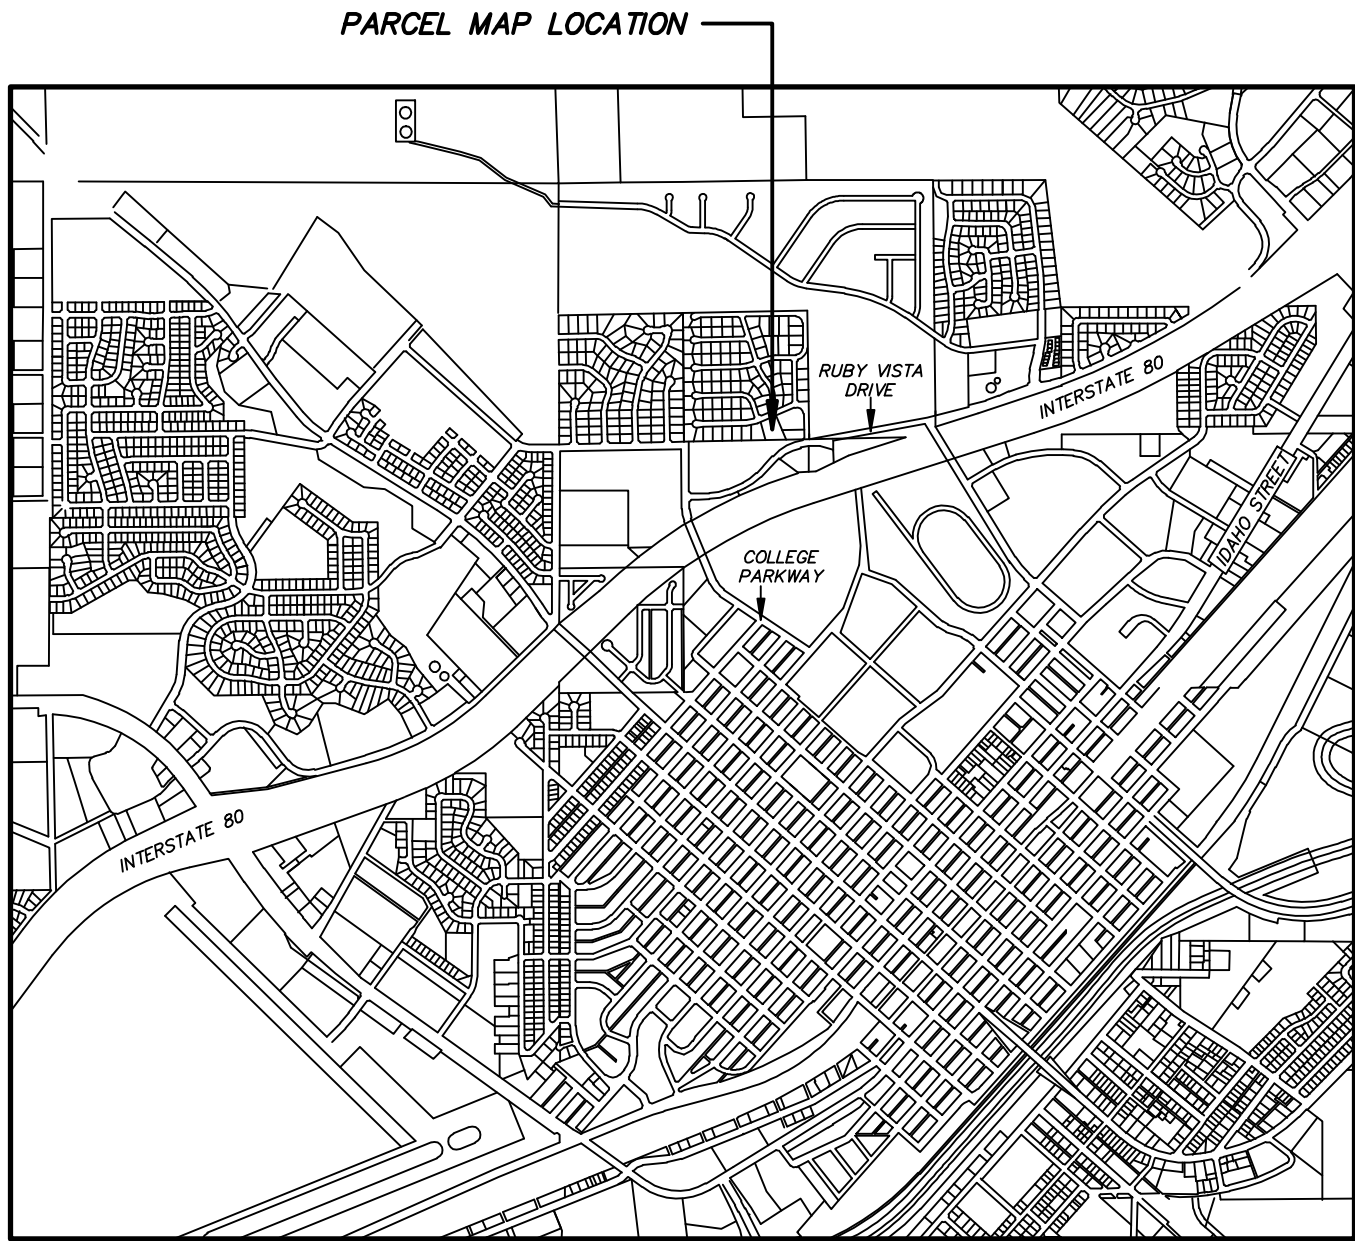 PARCEL MAP LOCATION
RUBY VISTA
DRIVE
INTERSTATE 80
IDAHO STREET
COLLEGE
PARKWAY
INTERSTATE 80